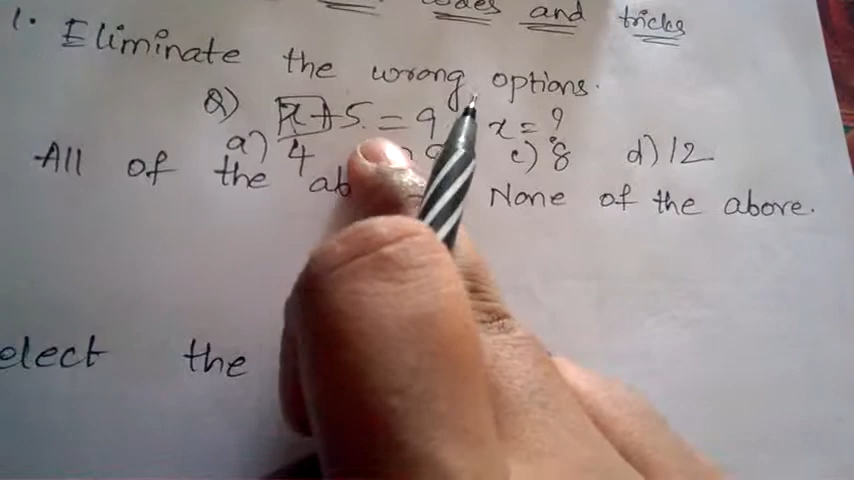 codes and tricks
1. Eliminate the wrong options.
Q) x+5 = 9 x = ?
a) 4 c) 8 d) 12
All of the None of the above.
the